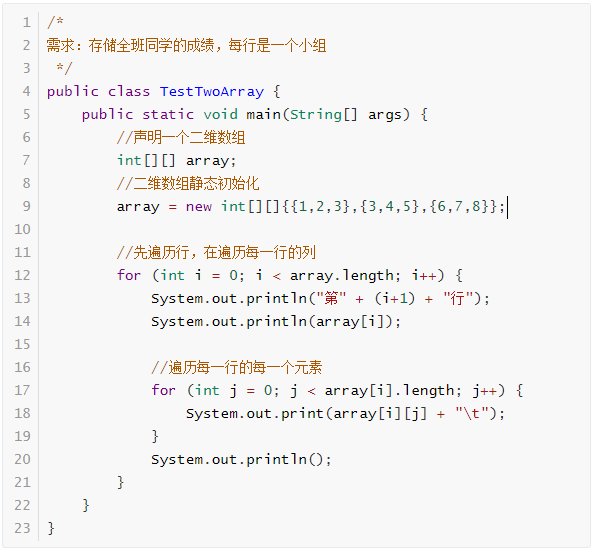 1 /*
2 需求：存储全班同学的成绩，每行是一个小组
3  */
4 public class TestTwoArray {
5     public static void main(String[] args) {
6         //声明一个二维数组
7         int[][] array;
8         //二维数组静态初始化
9         array = new int[][]{{1,2,3},{3,4,5},{6,7,8}};
10
11         //先遍历行，在遍历每一行的列
12         for (int i = 0; i < array.length; i++) {
13             System.out.println("第" + (i+1) + "行");
14             System.out.println(array[i]);
15
16             //遍历每一行的每一个元素
17             for (int j = 0; j < array[i].length; j++) {
18                 System.out.print(array[i][j] + "\t");
19             }
20             System.out.println();
21         }
22     }
23 }